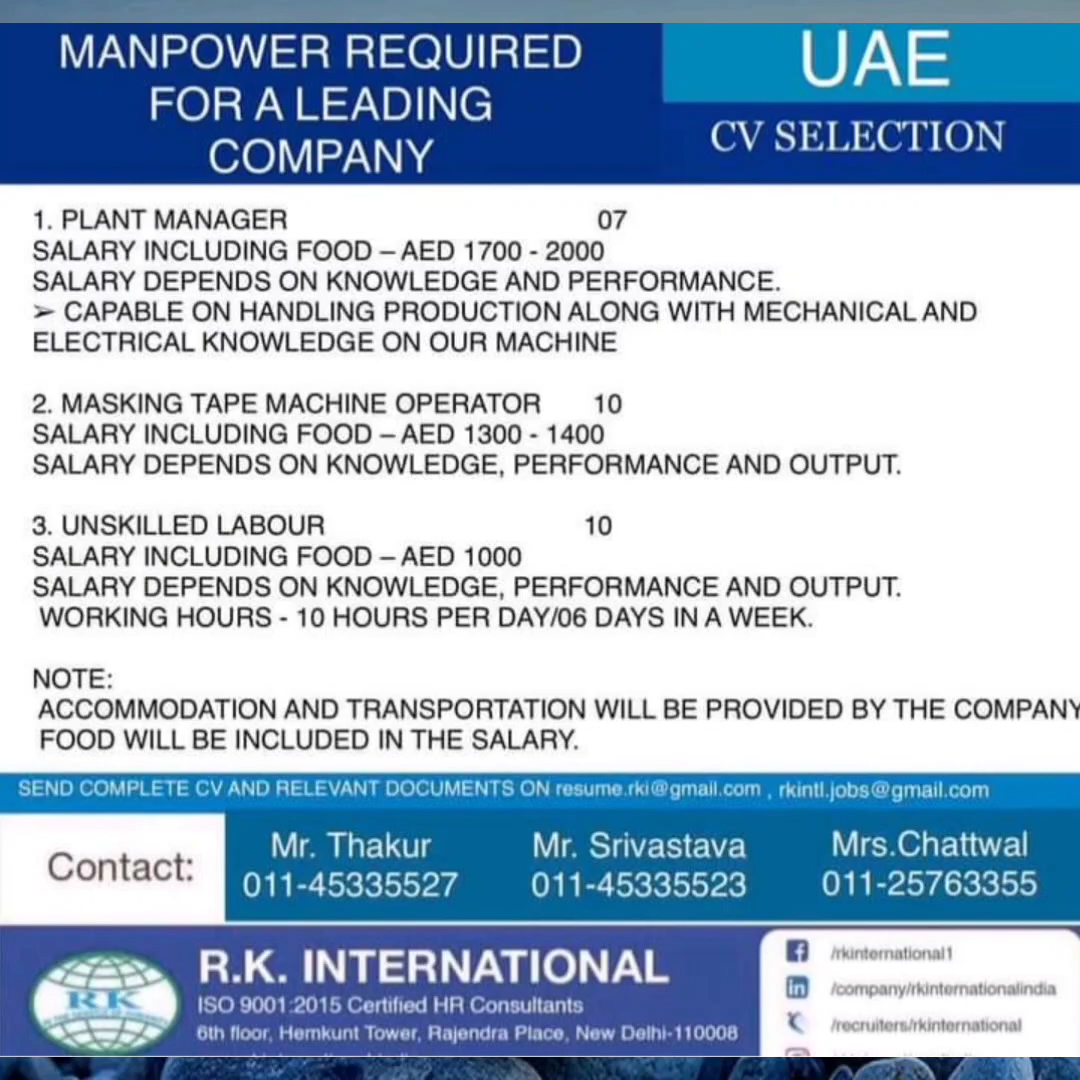 MANPOWER REQUIRED
FOR A LEADING
COMPANY
UAE
CV SELECTION
1. PLANT MANAGER 07
SALARY INCLUDING FOOD – AED 1700 - 2000
SALARY DEPENDS ON KNOWLEDGE AND PERFORMANCE.
➢ CAPABLE ON HANDLING PRODUCTION ALONG WITH MECHANICAL AND
ELECTRICAL KNOWLEDGE ON OUR MACHINE
2. MASKING TAPE MACHINE OPERATOR 10
SALARY INCLUDING FOOD – AED 1300 - 1400
SALARY DEPENDS ON KNOWLEDGE, PERFORMANCE AND OUTPUT.
3. UNSKILLED LABOUR 10
SALARY INCLUDING FOOD – AED 1000
SALARY DEPENDS ON KNOWLEDGE, PERFORMANCE AND OUTPUT.
WORKING HOURS - 10 HOURS PER DAY/06 DAYS IN A WEEK.
NOTE:
ACCOMMODATION AND TRANSPORTATION WILL BE PROVIDED BY THE COMPANY
FOOD WILL BE INCLUDED IN THE SALARY.
SEND COMPLETE CV AND RELEVANT DOCUMENTS ON resume.rki@gmail.com , rkintl.jobs@gmail.com
Contact:
Mr. Thakur
011-45335527
Mr. Srivastava
011-45335523
Mrs.Chattwal
011-25763355
RK
R.K. INTERNATIONAL
ISO 9001:2015 Certified HR Consultants
6th floor, Hemkunt Tower, Rajendra Place, New Delhi-110008
/rkinternational1
/company/rkinternationalindia
/recruiters/rkinternational